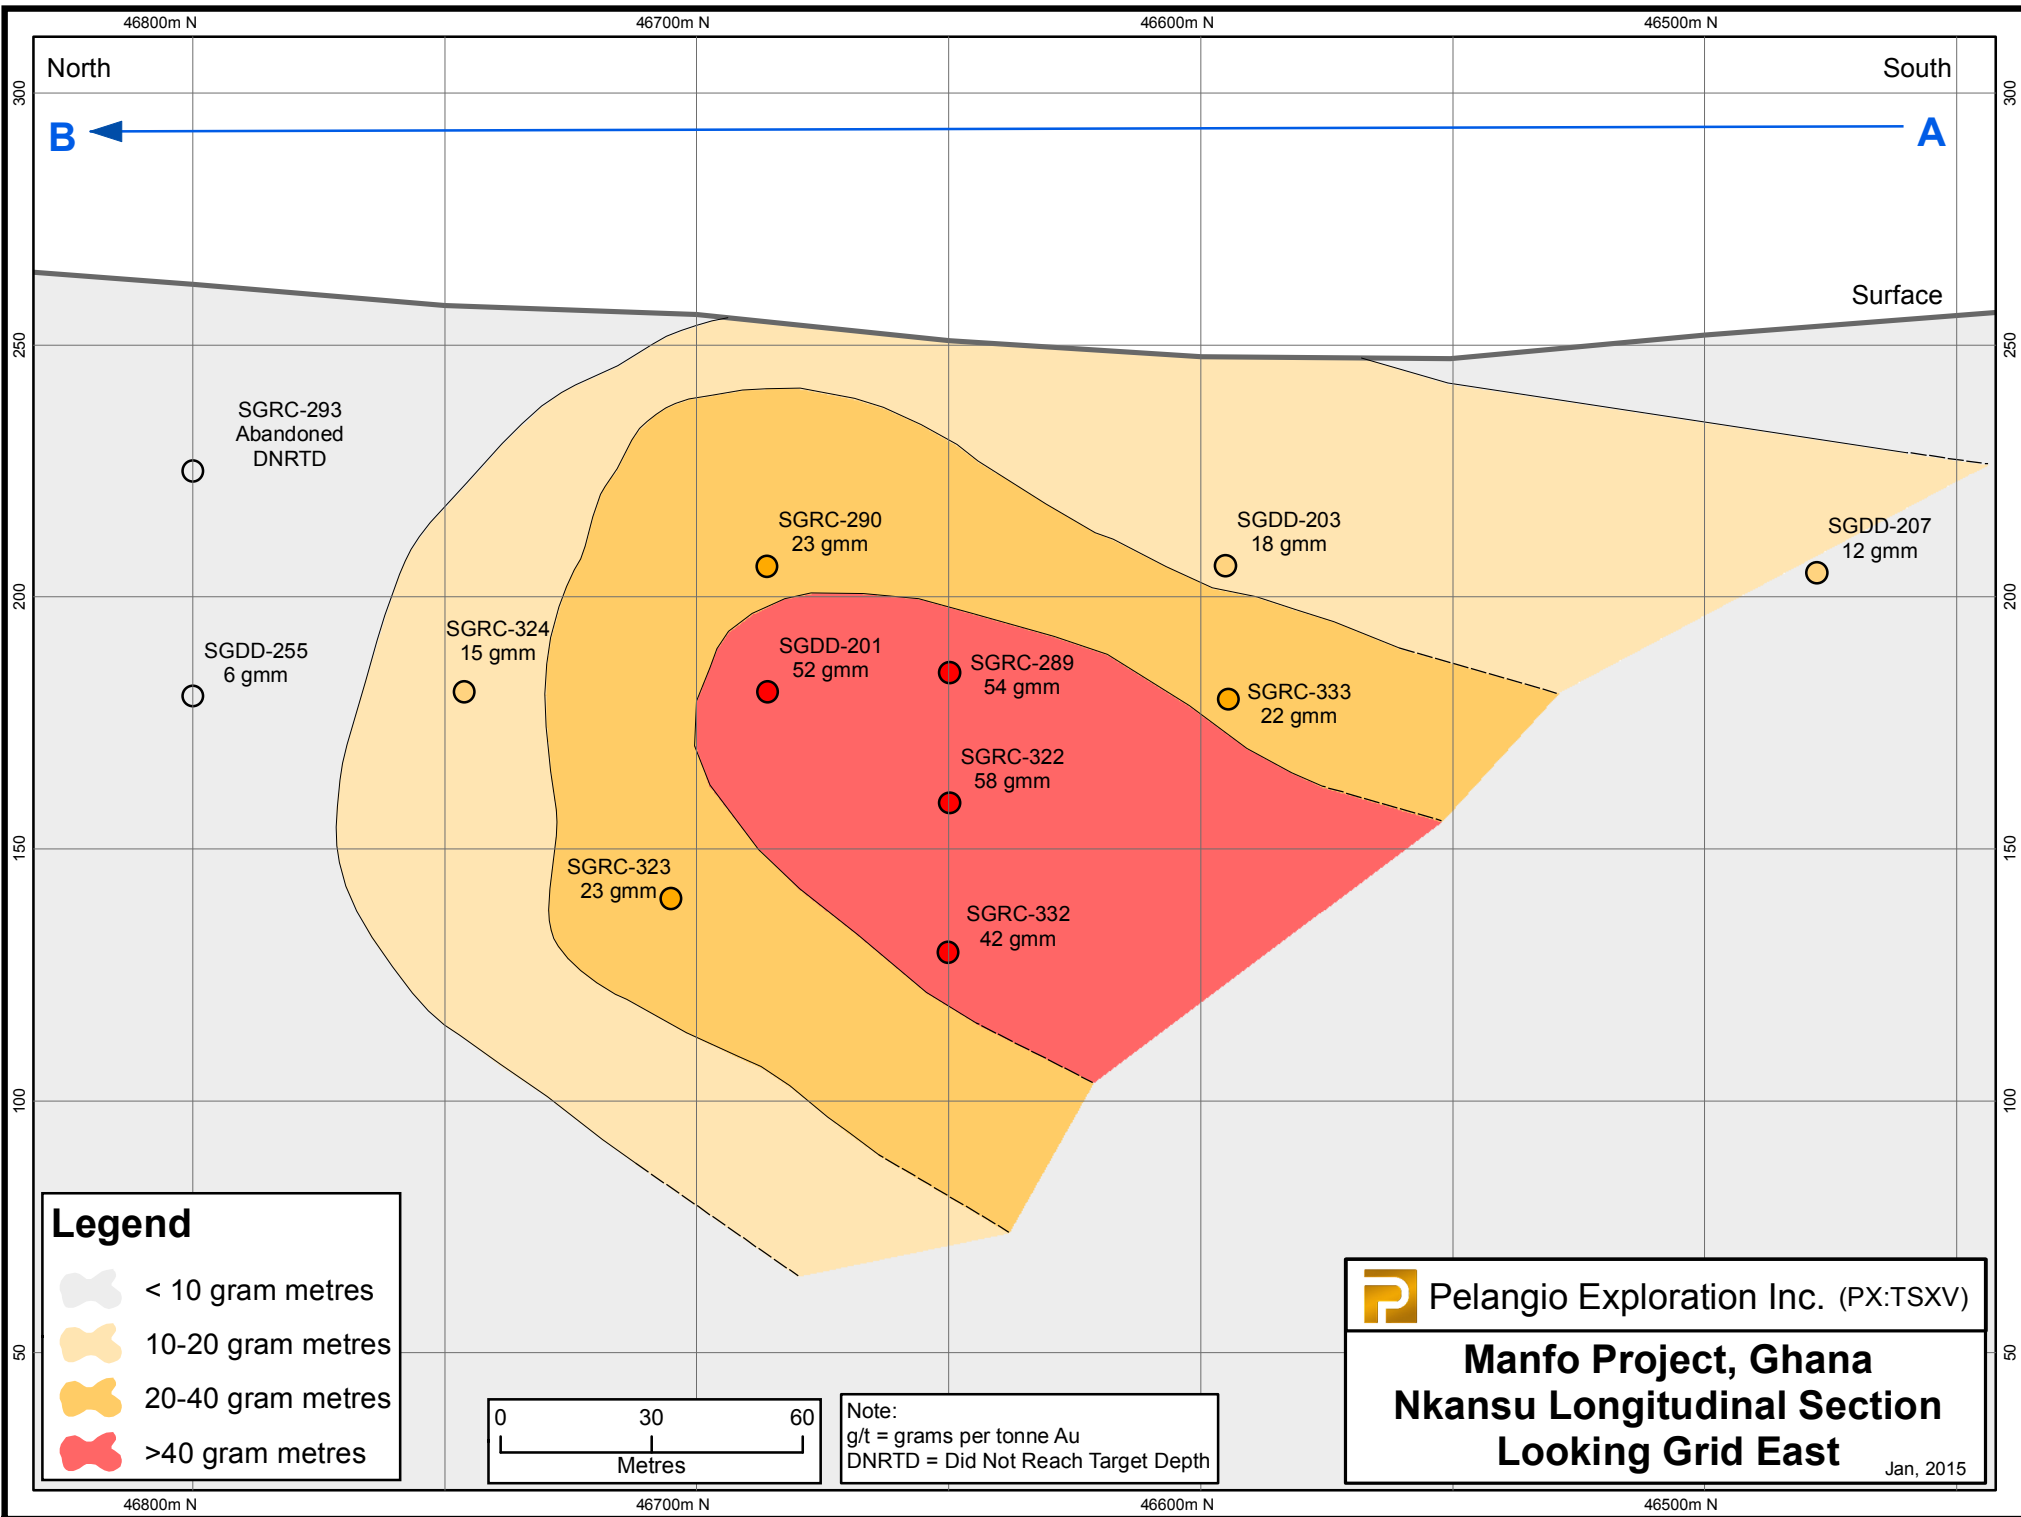 46800m N
46700m N
46600m N
46500m N
North
South
300
300
B
A
Surface
250
250
SGRC-293
Abandoned
DNRTD
SGRC-290
23 gmm
SGDD-203
18 gmm
SGDD-207
12 gmm
200
200
SGDD-255
6 gmm
SGRC-324
15 gmm
SGDD-201
52 gmm
SGRC-289
54 gmm
SGRC-333
22 gmm
SGRC-322
58 gmm
150
150
SGRC-323
23 gmm
SGRC-332
42 gmm
100
100
50
50
Legend
< 10 gram metres
10-20 gram metres
20-40 gram metres
>40 gram metres
0 30 60
Metres
Note:
g/t = grams per tonne Au
DNRTD = Did Not Reach Target Depth
Pelangio Exploration Inc. (PX:TSXV)
Manfo Project, Ghana
Nkansu Longitudinal Section
Looking Grid East
Jan, 2015
46800m N
46700m N
46600m N
46500m N